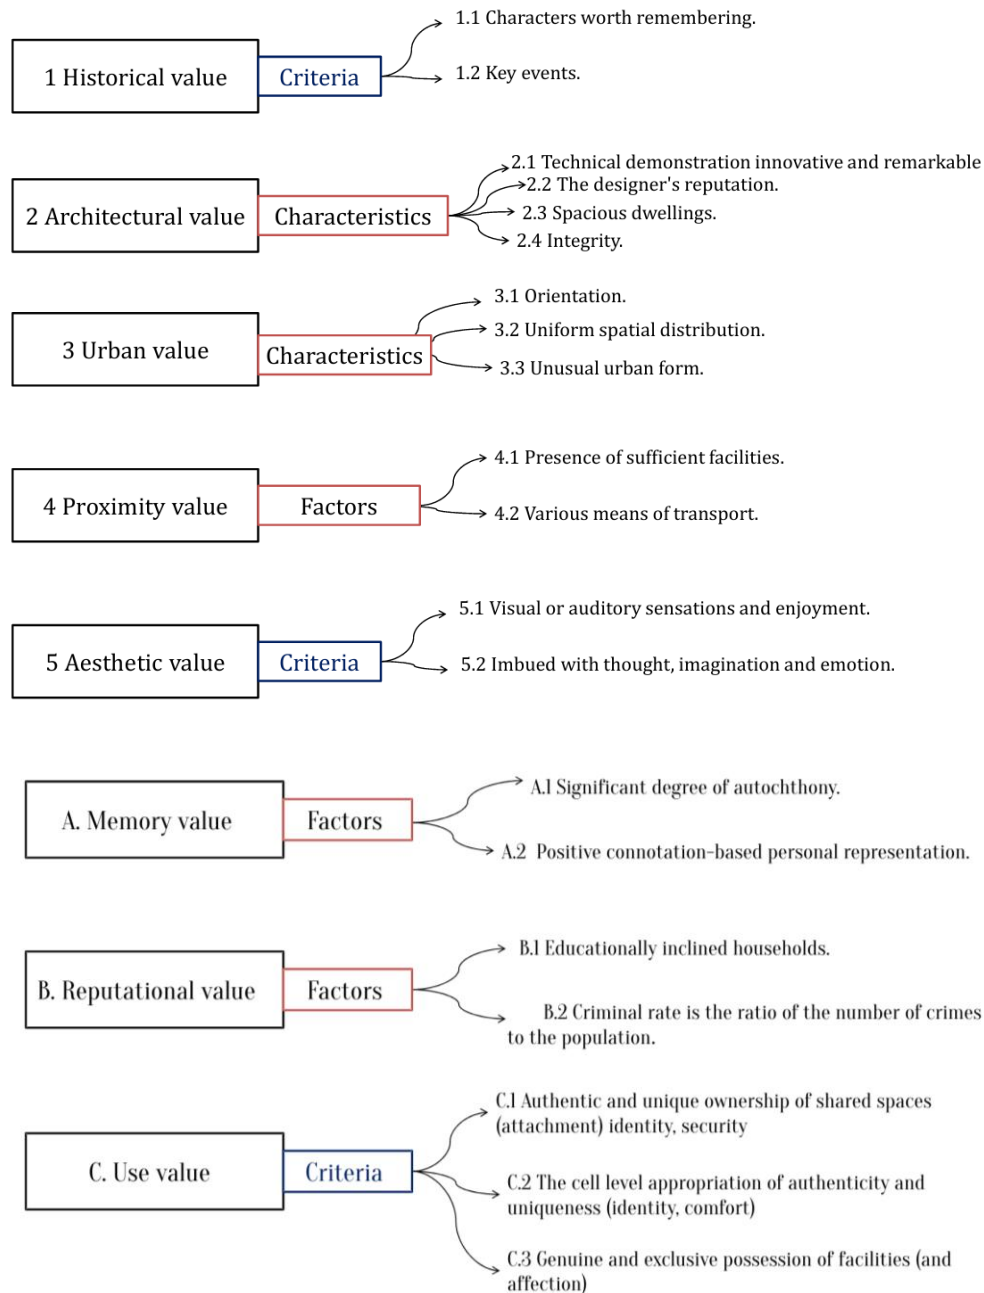 1 Historical value
Criteria
1.1 Characters worth remembering.
1.2 Key events.
2 Architectural value
Characteristics
2.1 Technical demonstration innovative and remarkable
2.2 The designer's reputation.
2.3 Spacious dwellings.
2.4 Integrity.
3 Urban value
Characteristics
3.1 Orientation.
3.2 Uniform spatial distribution.
3.3 Unusual urban form.
4 Proximity value
Factors
4.1 Presence of sufficient facilities.
4.2 Various means of transport.
5 Aesthetic value
Criteria
5.1 Visual or auditory sensations and enjoyment.
5.2 Imbued with thought, imagination and emotion.
A. Memory value
Factors
A.1 Significant degree of autochthony.
A.2 Positive connotation-based personal representation.
B. Reputational value
Factors
B.1 Educationally inclined households.
B.2 Criminal rate is the ratio of the number of crimes
to the population.
C. Use value
Criteria
C.1 Authentic and unique ownership of shared spaces
(attachment) identity, security
C.2 The cell level appropriation of authenticity and
uniqueness (identity, comfort)
C.3 Genuine and exclusive possession of facilities (and
affection)